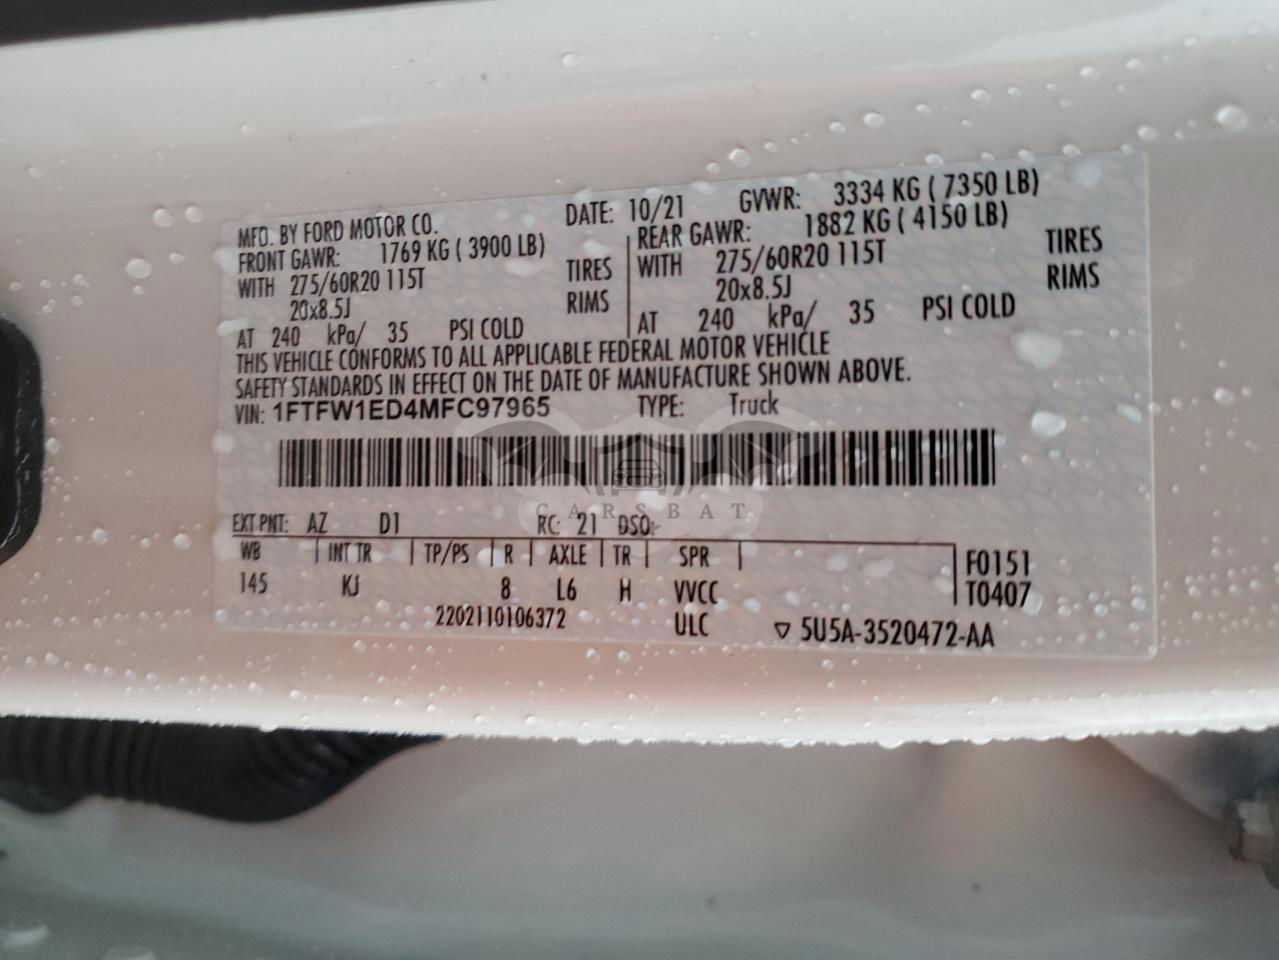 MFD. BY FORD MOTOR CO. DATE: 10/21 GVWR: 3334 KG ( 7350 LB)
FRONT GAWR: 1769 KG ( 3900 LB) REAR GAWR: 1882 KG ( 4150 LB)
WITH 275/60R20 115T TIRES WITH 275/60R20 115T TIRES
20x8.5J RIMS 20x8.5J RIMS
AT 240 kPa/ 35 PSI COLD AT 240 kPa/ 35 PSI COLD
THIS VEHICLE CONFORMS TO ALL APPLICABLE FEDERAL MOTOR VEHICLE
SAFETY STANDARDS IN EFFECT ON THE DATE OF MANUFACTURE SHOWN ABOVE.
VIN: 1FTFW1ED4MFC97965 TYPE: Truck
CARSBAT
EXT PNT: AZ D1 RC: 21 DSO:
WB INT TR TP/PS R AXLE TR SPR F0151
145 KJ 8 L6 H VVCC T0407
2202110106372 ULC ▽ 5U5A-3520472-AA